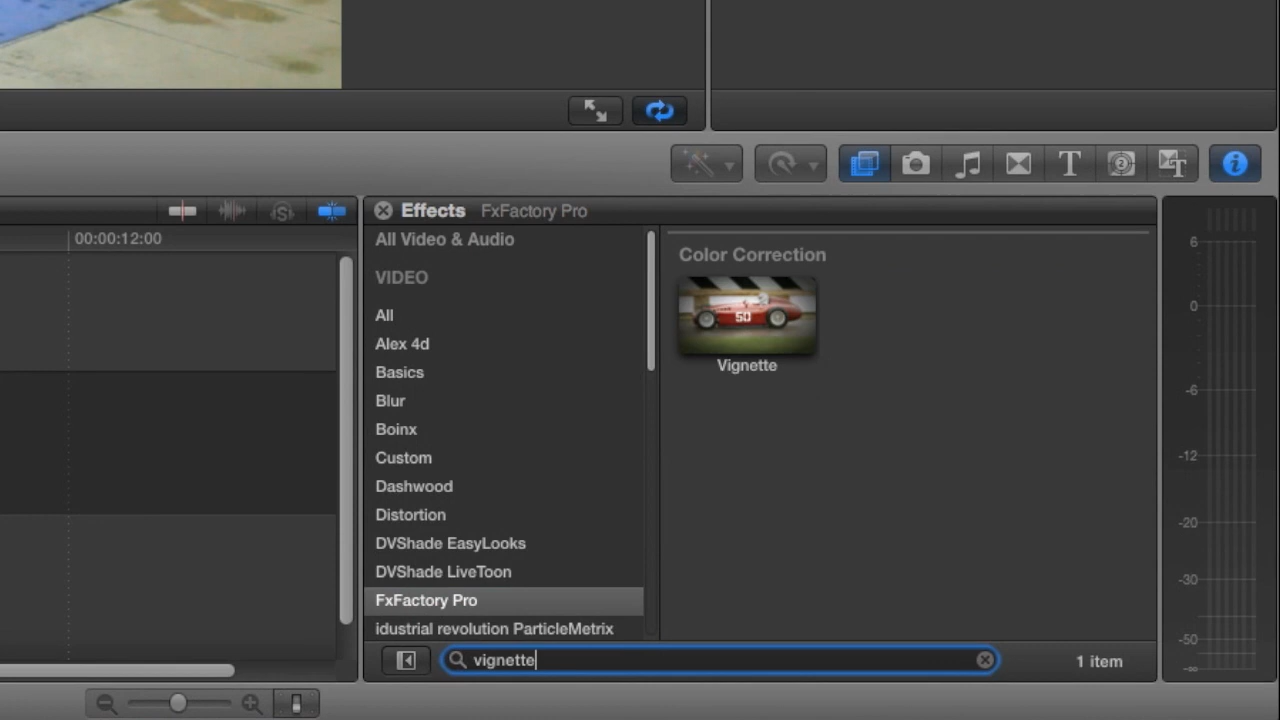 T
2
T
i
S
00:00:12:00
Effects FxFactory Pro
All Video & Audio
VIDEO
All
Alex 4d
Basics
Blur
Boinx
Custom
Dashwood
Distortion
DVShade EasyLooks
DVShade LiveToon
FxFactory Pro
idustrial revolution ParticleMetrix
Color Correction
50
Vignette
vignette
1 item
6
0
-6
-12
-20
-30
-50
-∞